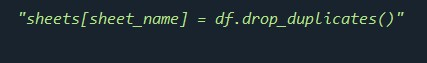 "sheets[sheet_name] = df.drop_duplicates()"